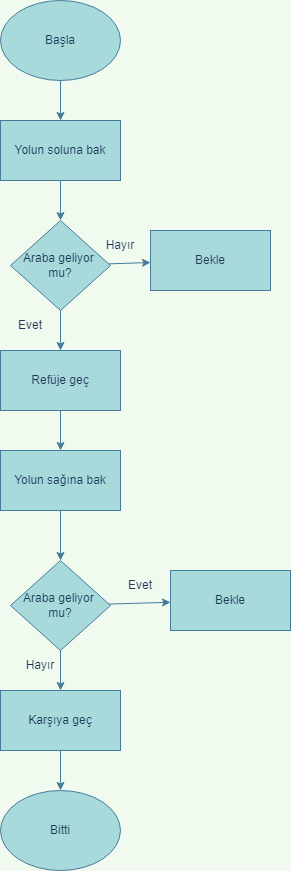 Başla
Yolun soluna bak
Araba geliyor
mu?
Hayır
Bekle
Evet
Refüje geç
Yolun sağına bak
Araba geliyor
mu?
Evet
Bekle
Hayır
Karşıya geç
Bitti